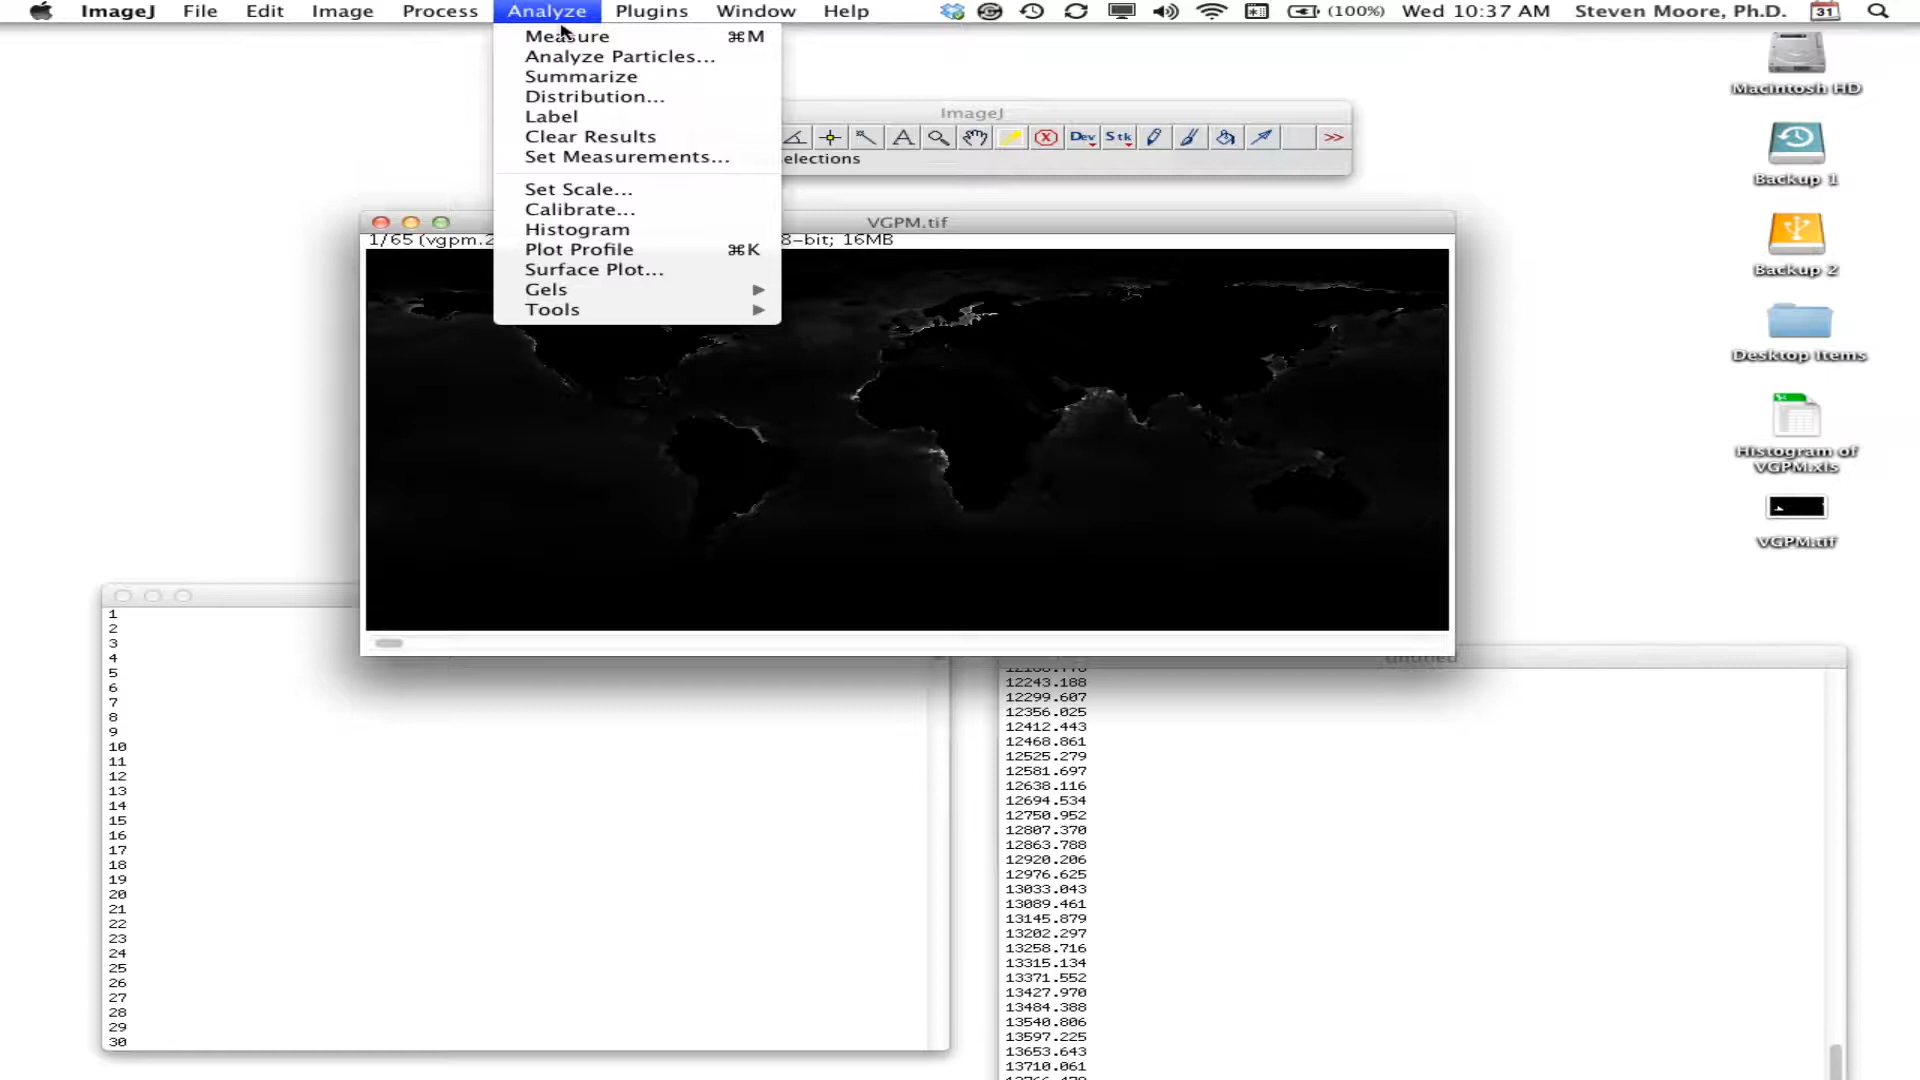 ImageJ File Edit Image Process Analyze Plugins Window Help (100%) Wed 10:37 AM Steven Moore, Ph.D. 31
Measure ⌘M
Analyze Particles...
Summarize
Distribution...
Label
Clear Results
Set Measurements...
Set Scale...
Calibrate...
Histogram
Plot Profile ⌘K
Surface Plot...
Gels
Tools
ImageJ
A Dev Stk >>
elections
VGPM.tif
1/65 (vgpm.2 8-bit; 16MB
Macintosh HD
Backup 1
Backup 2
Desktop Items
Histogram of
VGPM.xls
VGPM.tif
1
2
3
4
5
6
7
8
9
10
11
12
13
14
15
16
17
18
19
20
21
22
23
24
25
26
27
28
29
30
untitled
12243.188
12299.607
12356.025
12412.443
12468.861
12525.279
12581.697
12638.116
12694.534
12750.952
12807.370
12863.788
12920.206
12976.625
13033.043
13089.461
13145.879
13202.297
13258.716
13315.134
13371.552
13427.970
13484.388
13540.806
13597.225
13653.643
13710.061